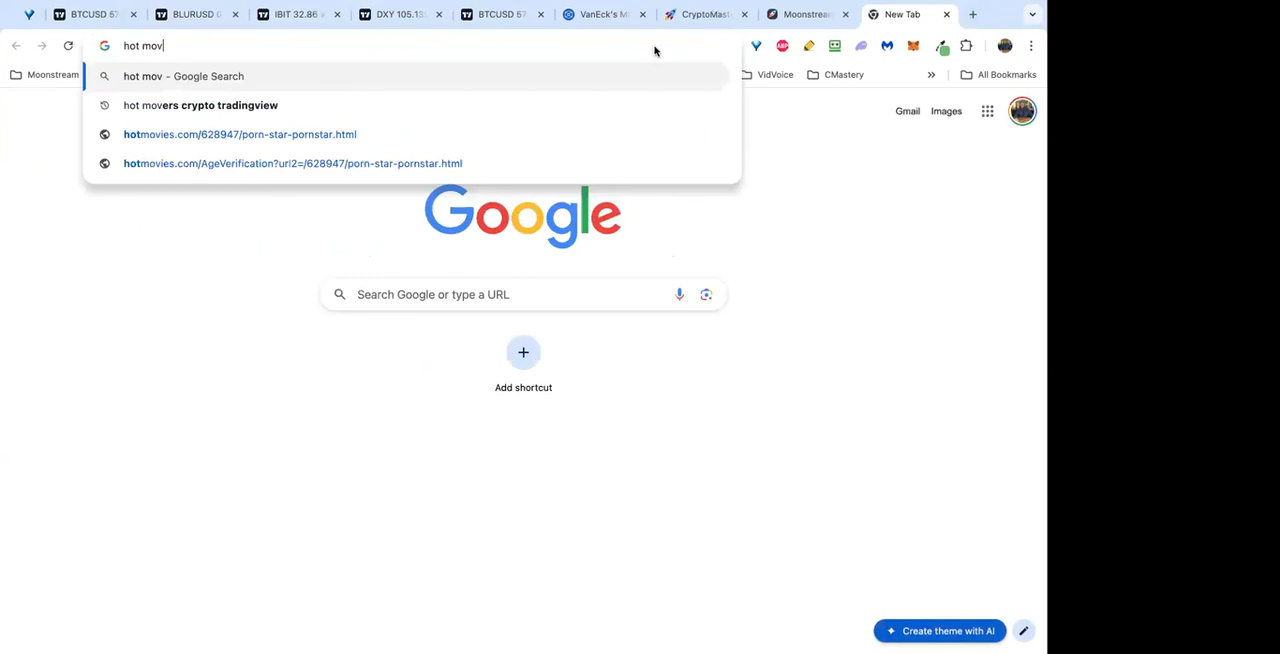 BTCUSD 57
BLURUSD 0
IBIT 32.86
DXY 105.13
BTCUSD 57
VanEck's M
CryptoMast
Moonstream
New Tab
hot mov
Moonstream
VidVoice
CMastery
»
All Bookmarks
hot mov - Google Search
hot movers crypto tradingview
hotmovies.com/628947/porn-star-pornstar.html
hotmovies.com/AgeVerification?url2=/628947/porn-star-pornstar.html
Gmail
Images
Google
Search Google or type a URL
Add shortcut
Create theme with AI